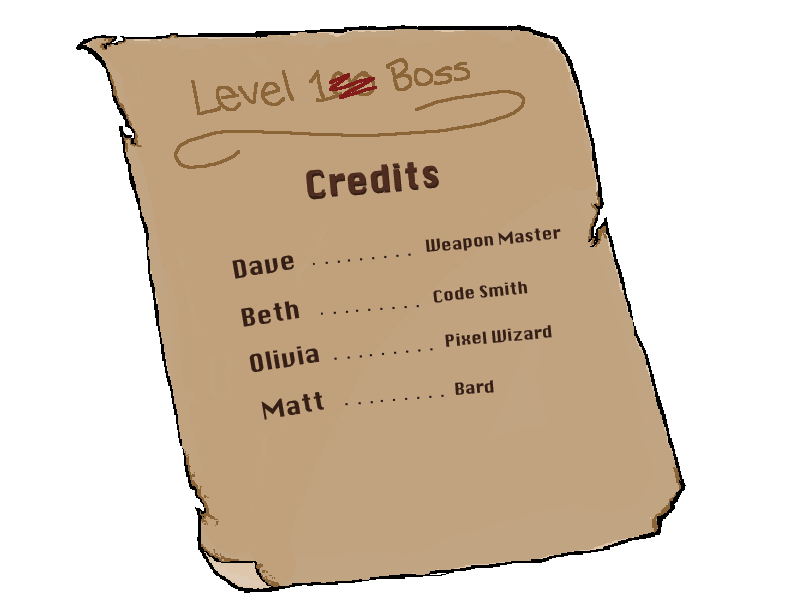 Level 1 Boss
Credits
Dave .......... Weapon Master
Beth .......... Code Smith
Olivia .......... Pixel Wizard
Matt .......... Bard